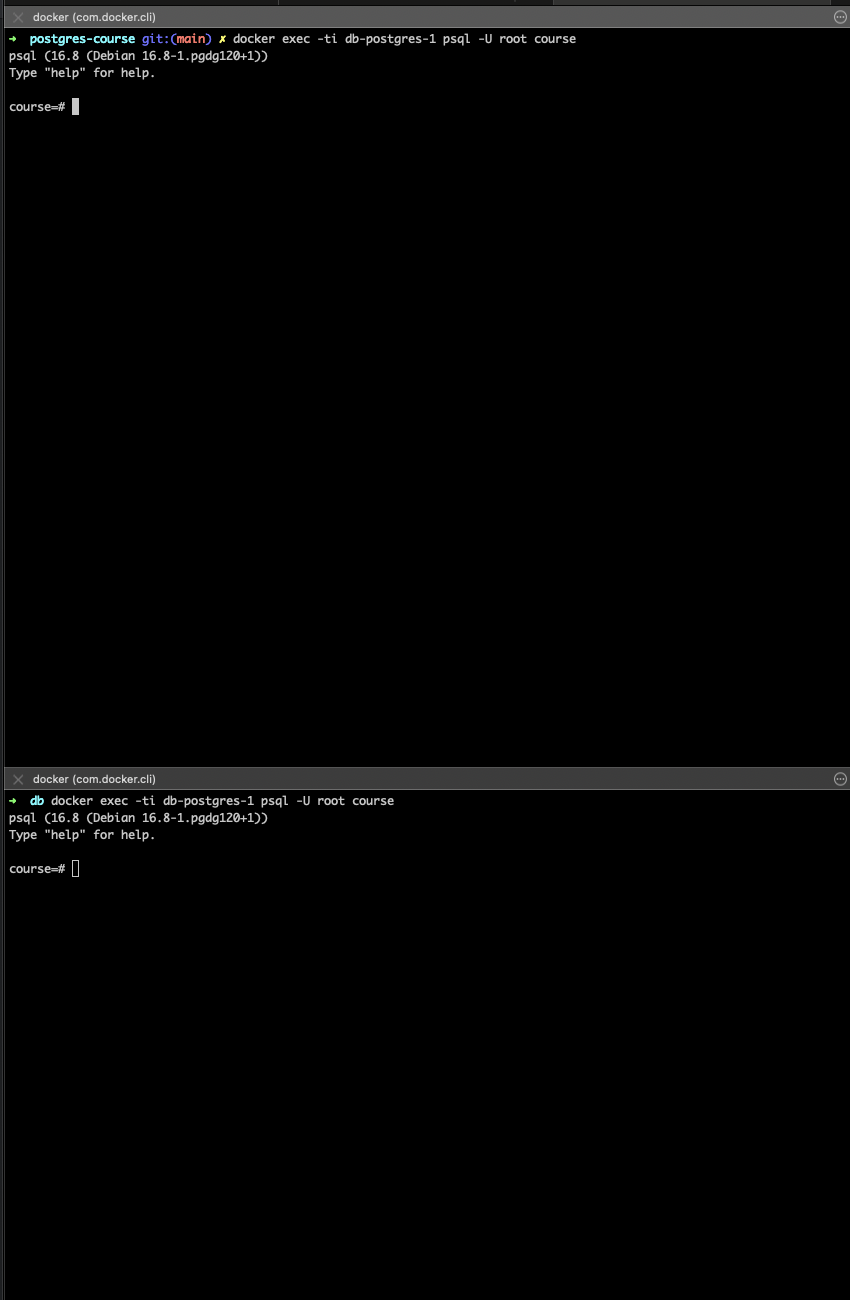 docker (com.docker.cli)
➜  postgres-course git:(main) ✗ docker exec -ti db-postgres-1 psql -U root course
psql (16.8 (Debian 16.8-1.pgdg120+1))
Type "help" for help.
course=#
docker (com.docker.cli)
➜  db docker exec -ti db-postgres-1 psql -U root course
psql (16.8 (Debian 16.8-1.pgdg120+1))
Type "help" for help.
course=#